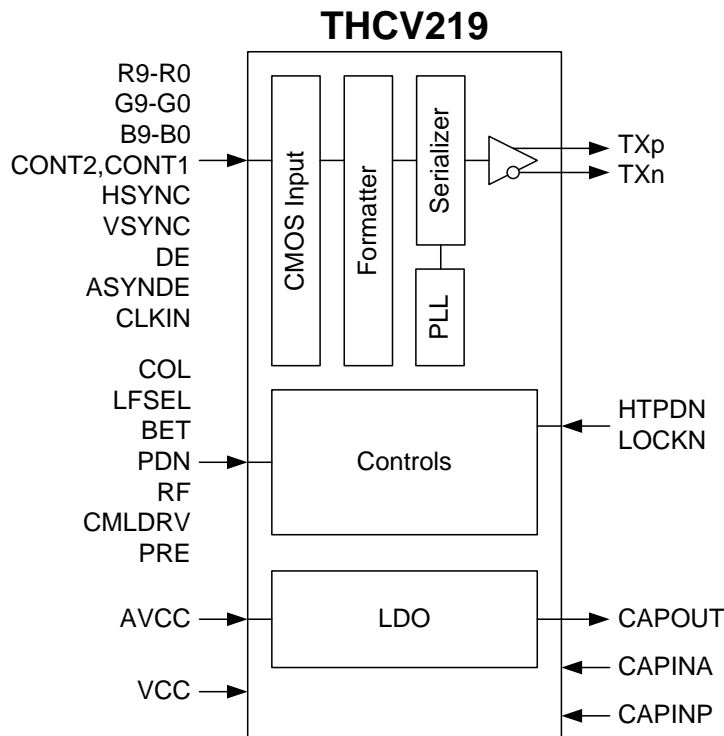 THCV219
R9-R0
G9-G0
B9-B0
CONT2,CONT1
HSYNC
VSYNC
DE
ASYNDE
CLKIN
CMOS Input
Formatter
Serializer
PLL
TXp
TXn
COL
LFSEL
BET
PDN
RF
CMLDRV
PRE
Controls
HTPDN
LOCKN
AVCC
LDO
CAPOUT
CAPINA
VCC
CAPINP